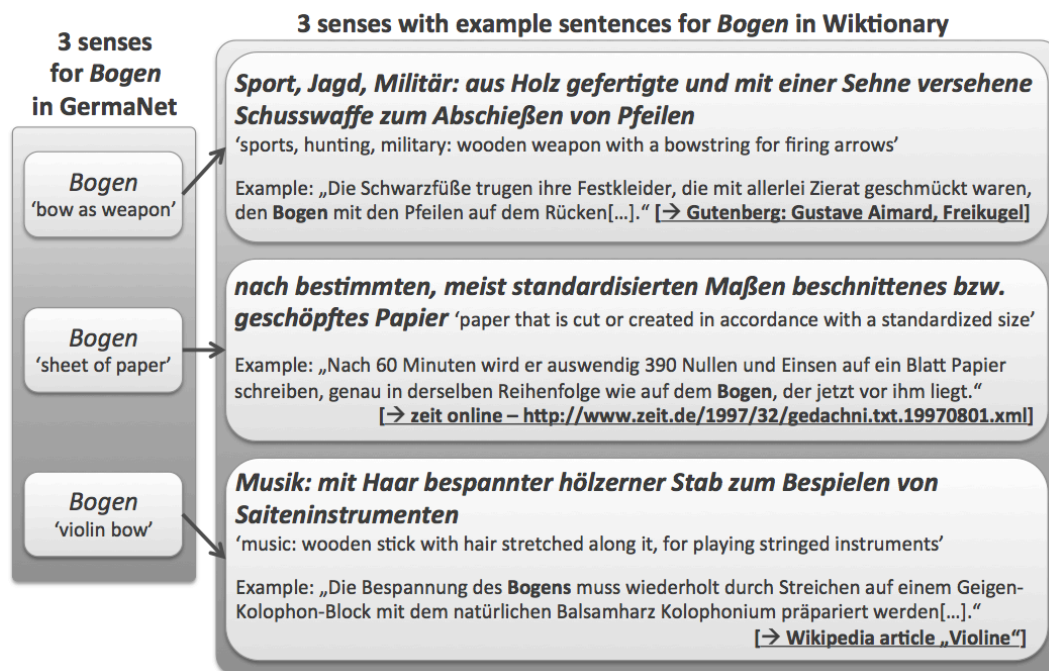 3 senses
for Bogen
in GermaNet
Bogen
‘bow as weapon’
Bogen
‘sheet of paper’
Bogen
‘violin bow’
3 senses with example sentences for Bogen in Wiktionary
Sport, Jagd, Militär: aus Holz gefertigte und mit einer Sehne versehene
Schusswaffe zum Abschießen von Pfeilen
‘sports, hunting, military: wooden weapon with a bowstring for firing arrows’
Example: „Die Schwarzfüße trugen ihre Festkleider, die mit allerlei Zierat geschmückt waren,
den Bogen mit den Pfeilen auf dem Rücken[…].“ [→ Gutenberg: Gustave Aimard, Freikugel]
nach bestimmten, meist standardisierten Maßen beschnittenes bzw.
geschöpftes Papier ‘paper that is cut or created in accordance with a standardized size’
Example: „Nach 60 Minuten wird er auswendig 390 Nullen und Einsen auf ein Blatt Papier
schreiben, genau in derselben Reihenfolge wie auf dem Bogen, der jetzt vor ihm liegt.“
[→ zeit online – http://www.zeit.de/1997/32/gedachni.txt.19970801.xml]
Musik: mit Haar bespannter hölzerner Stab zum Bespielen von
Saiteninstrumenten
‘music: wooden stick with hair stretched along it, for playing stringed instruments’
Example: „Die Bespannung des Bogens muss wiederholt durch Streichen auf einem Geigen-
Kolophon-Block mit dem natürlichen Balsamharz Kolophonium präpariert werden[…].“
[→ Wikipedia article „Violine“]